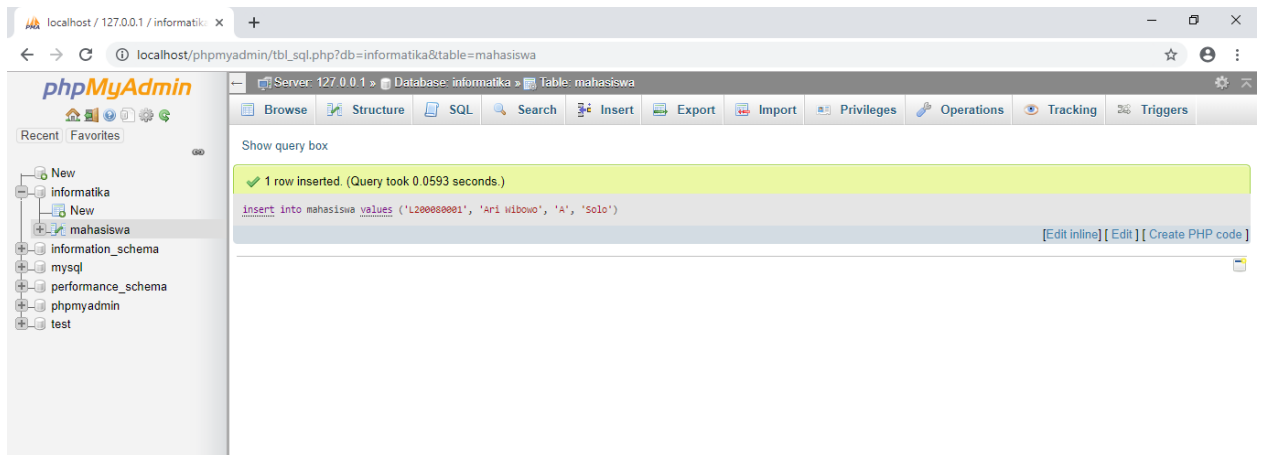 localhost / 127.0.0.1 / informatika
localhost/phpmyadmin/tbl_sql.php?db=informatika&table=mahasiswa
phpMyAdmin
Recent Favorites
New
informatika
New
mahasiswa
information_schema
mysql
performance_schema
phpmyadmin
test
Server: 127.0.0.1 » Database: informatika » Table: mahasiswa
Browse Structure SQL Search Insert Export Import Privileges Operations Tracking Triggers
Show query box
1 row inserted. (Query took 0.0593 seconds.)
insert into mahasiswa values ('L200080001', 'Ari Wibowo', 'A', 'Solo')
[Edit inline] [ Edit ] [ Create PHP code ]